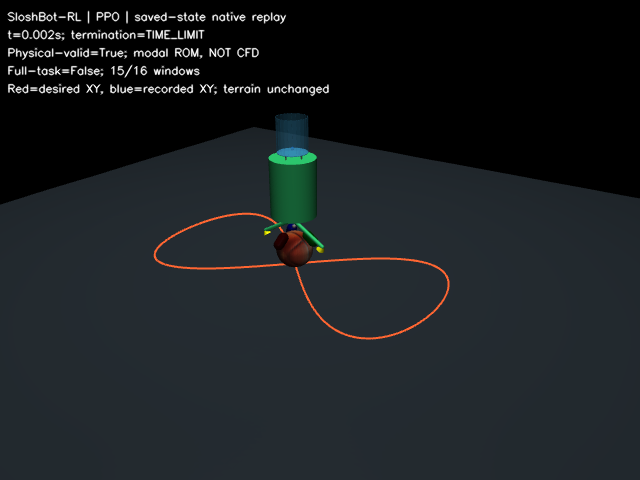 SloshBot-RL | PPO | saved-state native replay
t=0.002s; termination=TIME_LIMIT
Physical-valid=True; modal ROM, NOT CFD
Full-task=False; 15/16 windows
Red=desired XY, blue=recorded XY; terrain unchanged